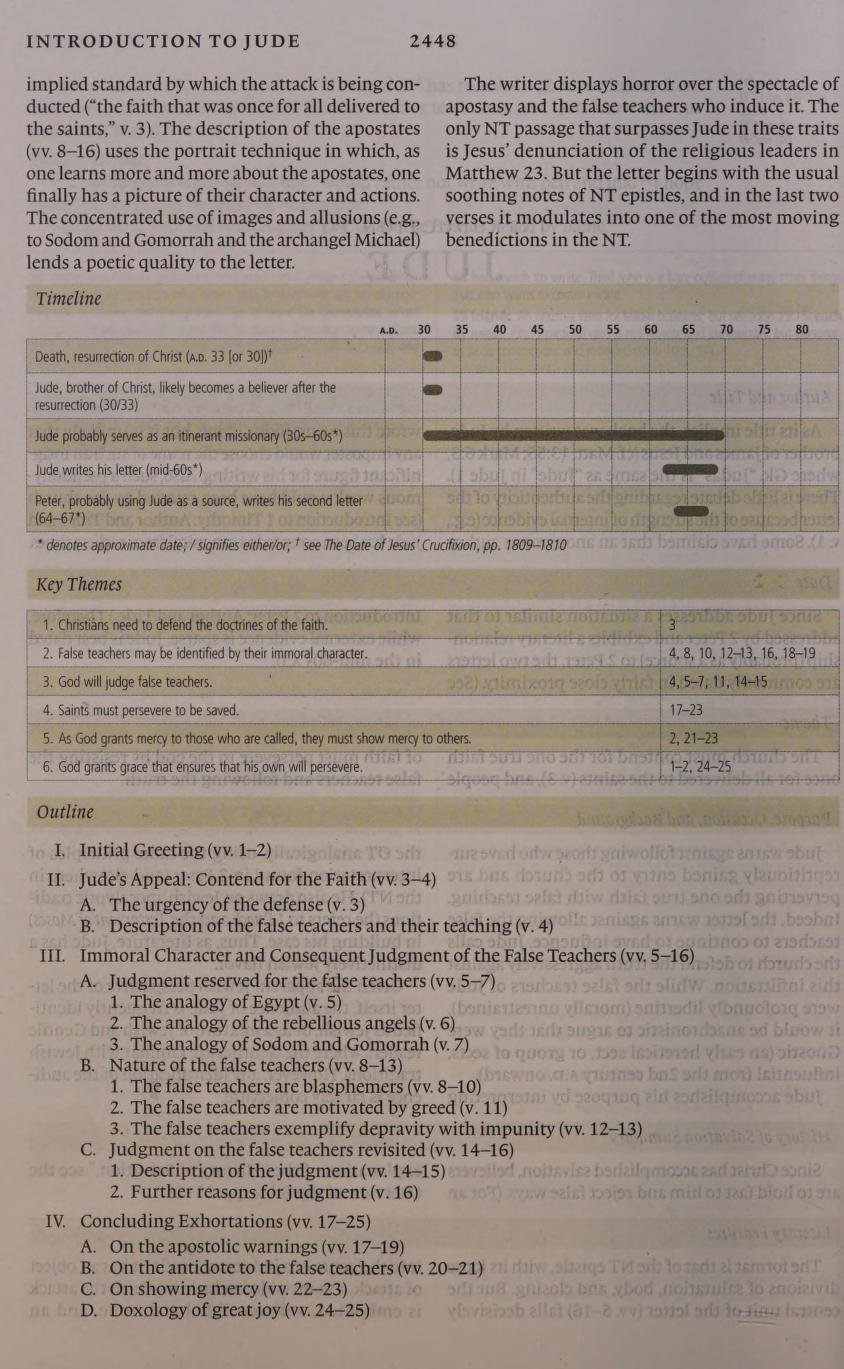 INTRODUCTION TO JUDE
2448
implied standard by which the attack is being con-
ducted (“the faith that was once for all delivered to
the saints,” v. 3). The description of the apostates
(vv. 8–16) uses the portrait technique in which, as
one learns more and more about the apostates, one
finally has a picture of their character and actions.
The concentrated use of images and allusions (e.g.,
to Sodom and Gomorrah and the archangel Michael)
lends a poetic quality to the letter.
The writer displays horror over the spectacle of
apostasy and the false teachers who induce it. The
only NT passage that surpasses Jude in these traits
is Jesus’ denunciation of the religious leaders in
Matthew 23. But the letter begins with the usual
soothing notes of NT epistles, and in the last two
verses it modulates into one of the most moving
benedictions in the NT.
Timeline
A.D. 30 35 40 45 50 55 60 65 70 75 80
Death, resurrection of Christ (A.D. 33 [or 30])†
Jude, brother of Christ, likely becomes a believer after the
resurrection (30/33)
Jude probably serves as an itinerant missionary (30s–60s*)
Jude writes his letter (mid-60s*)
Peter, probably using Jude as a source, writes his second letter
(64–67*)
* denotes approximate date; / signifies either/or; † see The Date of Jesus’ Crucifixion, pp. 1809–1810
Key Themes
1. Christians need to defend the doctrines of the faith. 3
2. False teachers may be identified by their immoral character. 4, 8, 10, 12–13, 16, 18–19
3. God will judge false teachers. 4, 5–7, 11, 14–15
4. Saints must persevere to be saved. 17–23
5. As God grants mercy to those who are called, they must show mercy to others. 2, 21–23
6. God grants grace that ensures that his own will persevere. 1–2, 24–25
Outline
I. Initial Greeting (vv. 1–2)
II. Jude’s Appeal: Contend for the Faith (vv. 3–4)
A. The urgency of the defense (v. 3)
B. Description of the false teachers and their teaching (v. 4)
III. Immoral Character and Consequent Judgment of the False Teachers (vv. 5–16)
A. Judgment reserved for the false teachers (vv. 5–7)
1. The analogy of Egypt (v. 5)
2. The analogy of the rebellious angels (v. 6)
3. The analogy of Sodom and Gomorrah (v. 7)
B. Nature of the false teachers (vv. 8–13)
1. The false teachers are blasphemers (vv. 8–10)
2. The false teachers are motivated by greed (v. 11)
3. The false teachers exemplify depravity with impunity (vv. 12–13)
C. Judgment on the false teachers revisited (vv. 14–16)
1. Description of the judgment (vv. 14–15)
2. Further reasons for judgment (v. 16)
IV. Concluding Exhortations (vv. 17–25)
A. On the apostolic warnings (vv. 17–19)
B. On the antidote to the false teachers (vv. 20–21)
C. On showing mercy (vv. 22–23)
D. Doxology of great joy (vv. 24–25)